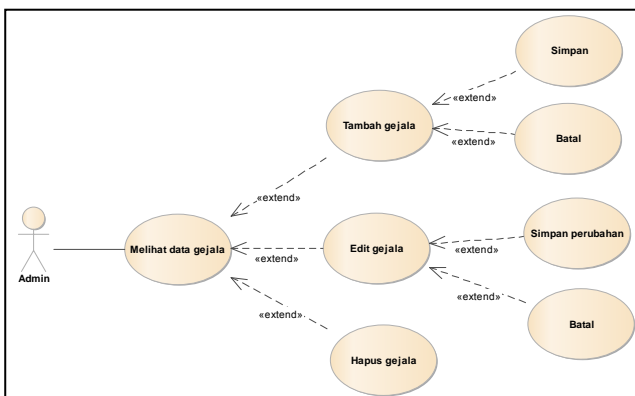 Simpan
«extend»
Tambah gejala
«extend»
Batal
«extend»
Admin
Melihat data gejala
«extend»
Edit gejala
«extend»
Simpan perubahan
«extend»
Batal
«extend»
Hapus gejala